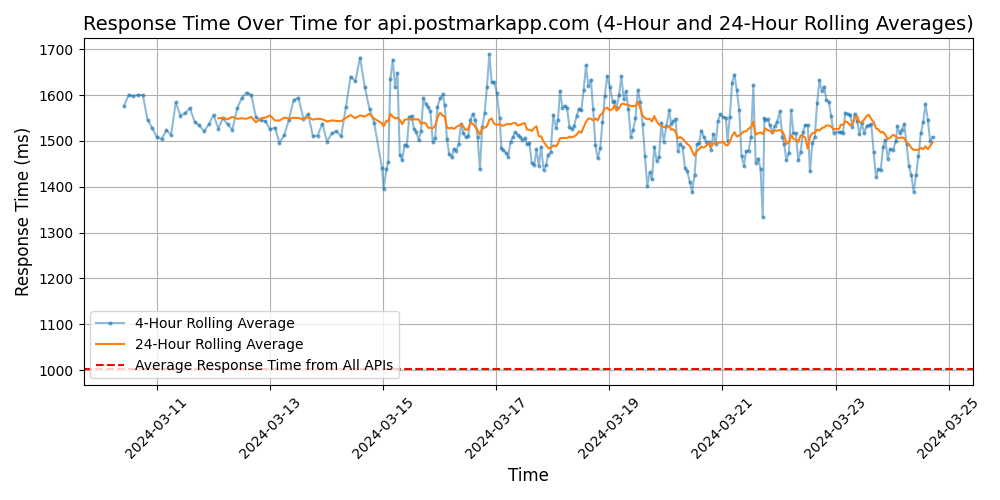 Response Time Over Time for api.postmarkapp.com (4-Hour and 24-Hour Rolling Averages)
Response Time (ms)
1700
1600
1500
1400
1300
1200
1100
1000
4-Hour Rolling Average
24-Hour Rolling Average
Average Response Time from All APIs
2024-03-11
2024-03-13
2024-03-15
2024-03-17
2024-03-19
2024-03-21
2024-03-23
2024-03-25
Time